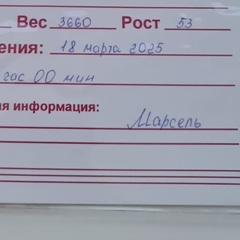 Вес 3660 Рост 53
ения: 18 марта 2025
час 00 мин
ая информация:
Марсель